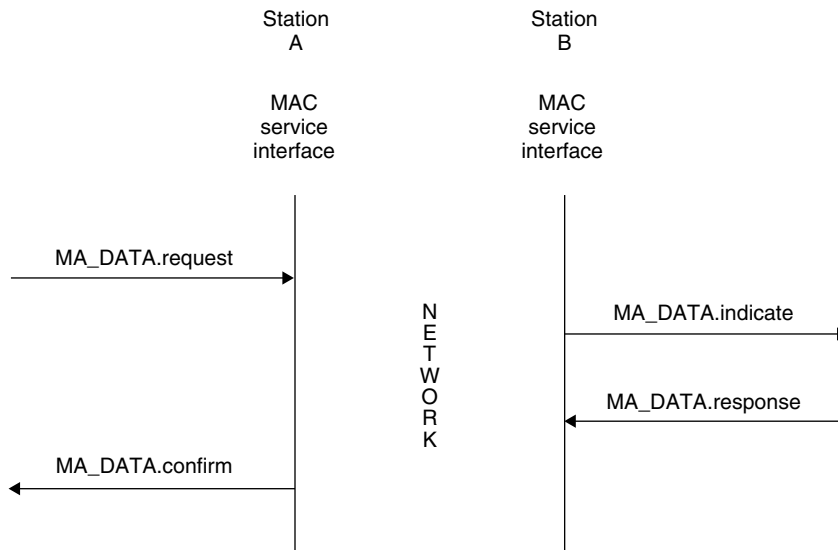 Station
A
Station
B
MAC
service
interface
MAC
service
interface
MA_DATA.request
N
E
T
W
O
R
K
MA_DATA.indicate
MA_DATA.response
MA_DATA.confirm